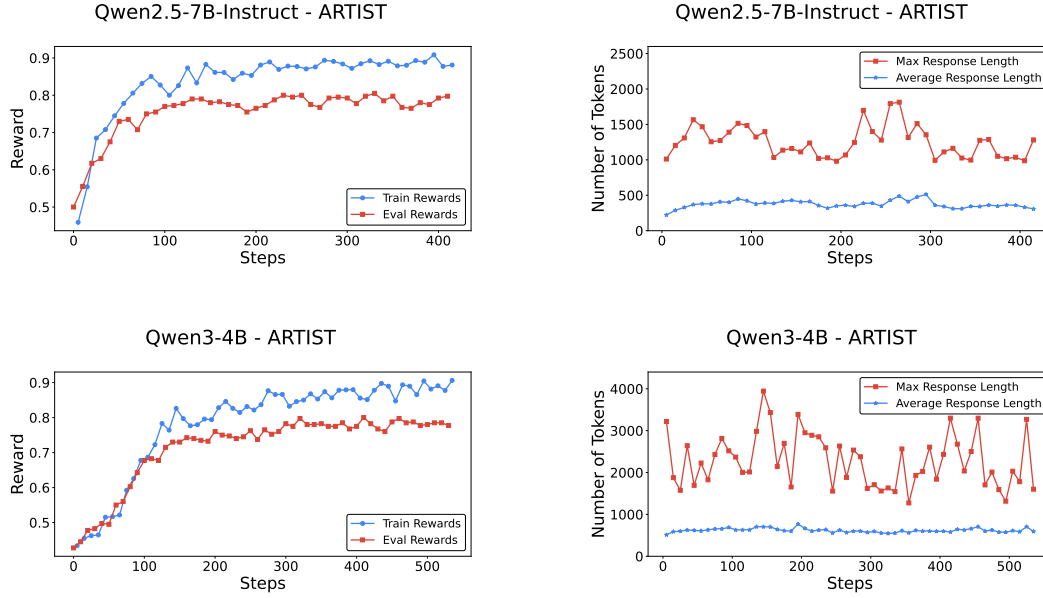 Qwen2.5-7B-Instruct - ARTIST
Reward
0.9
0.8
0.7
0.6
0.5
Train Rewards
Eval Rewards
0 100 200 300 400
Steps
Qwen2.5-7B-Instruct - ARTIST
Number of Tokens
2500
2000
1500
1000
500
0
Max Response Length
Average Response Length
0 100 200 300 400
Steps
Qwen3-4B - ARTIST
Reward
0.9
0.8
0.7
0.6
0.5
Train Rewards
Eval Rewards
0 100 200 300 400 500
Steps
Qwen3-4B - ARTIST
Number of Tokens
4000
3000
2000
1000
0
Max Response Length
Average Response Length
0 100 200 300 400 500
Steps